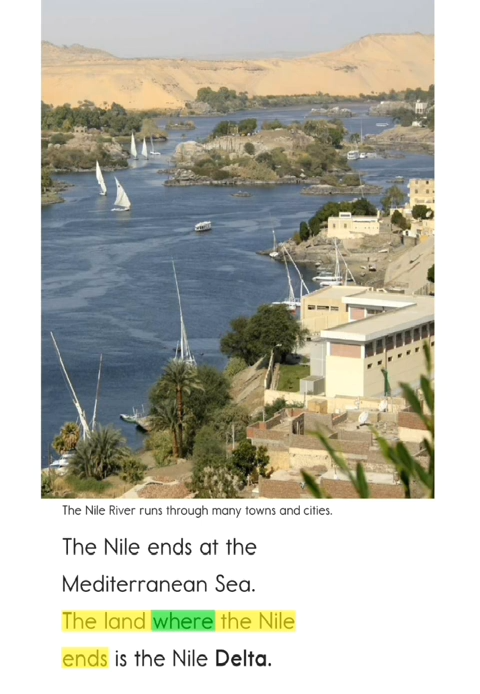 The Nile River runs through many towns and cities.
The Nile ends at the
Mediterranean Sea.
The land where the Nile
ends is the Nile Delta.